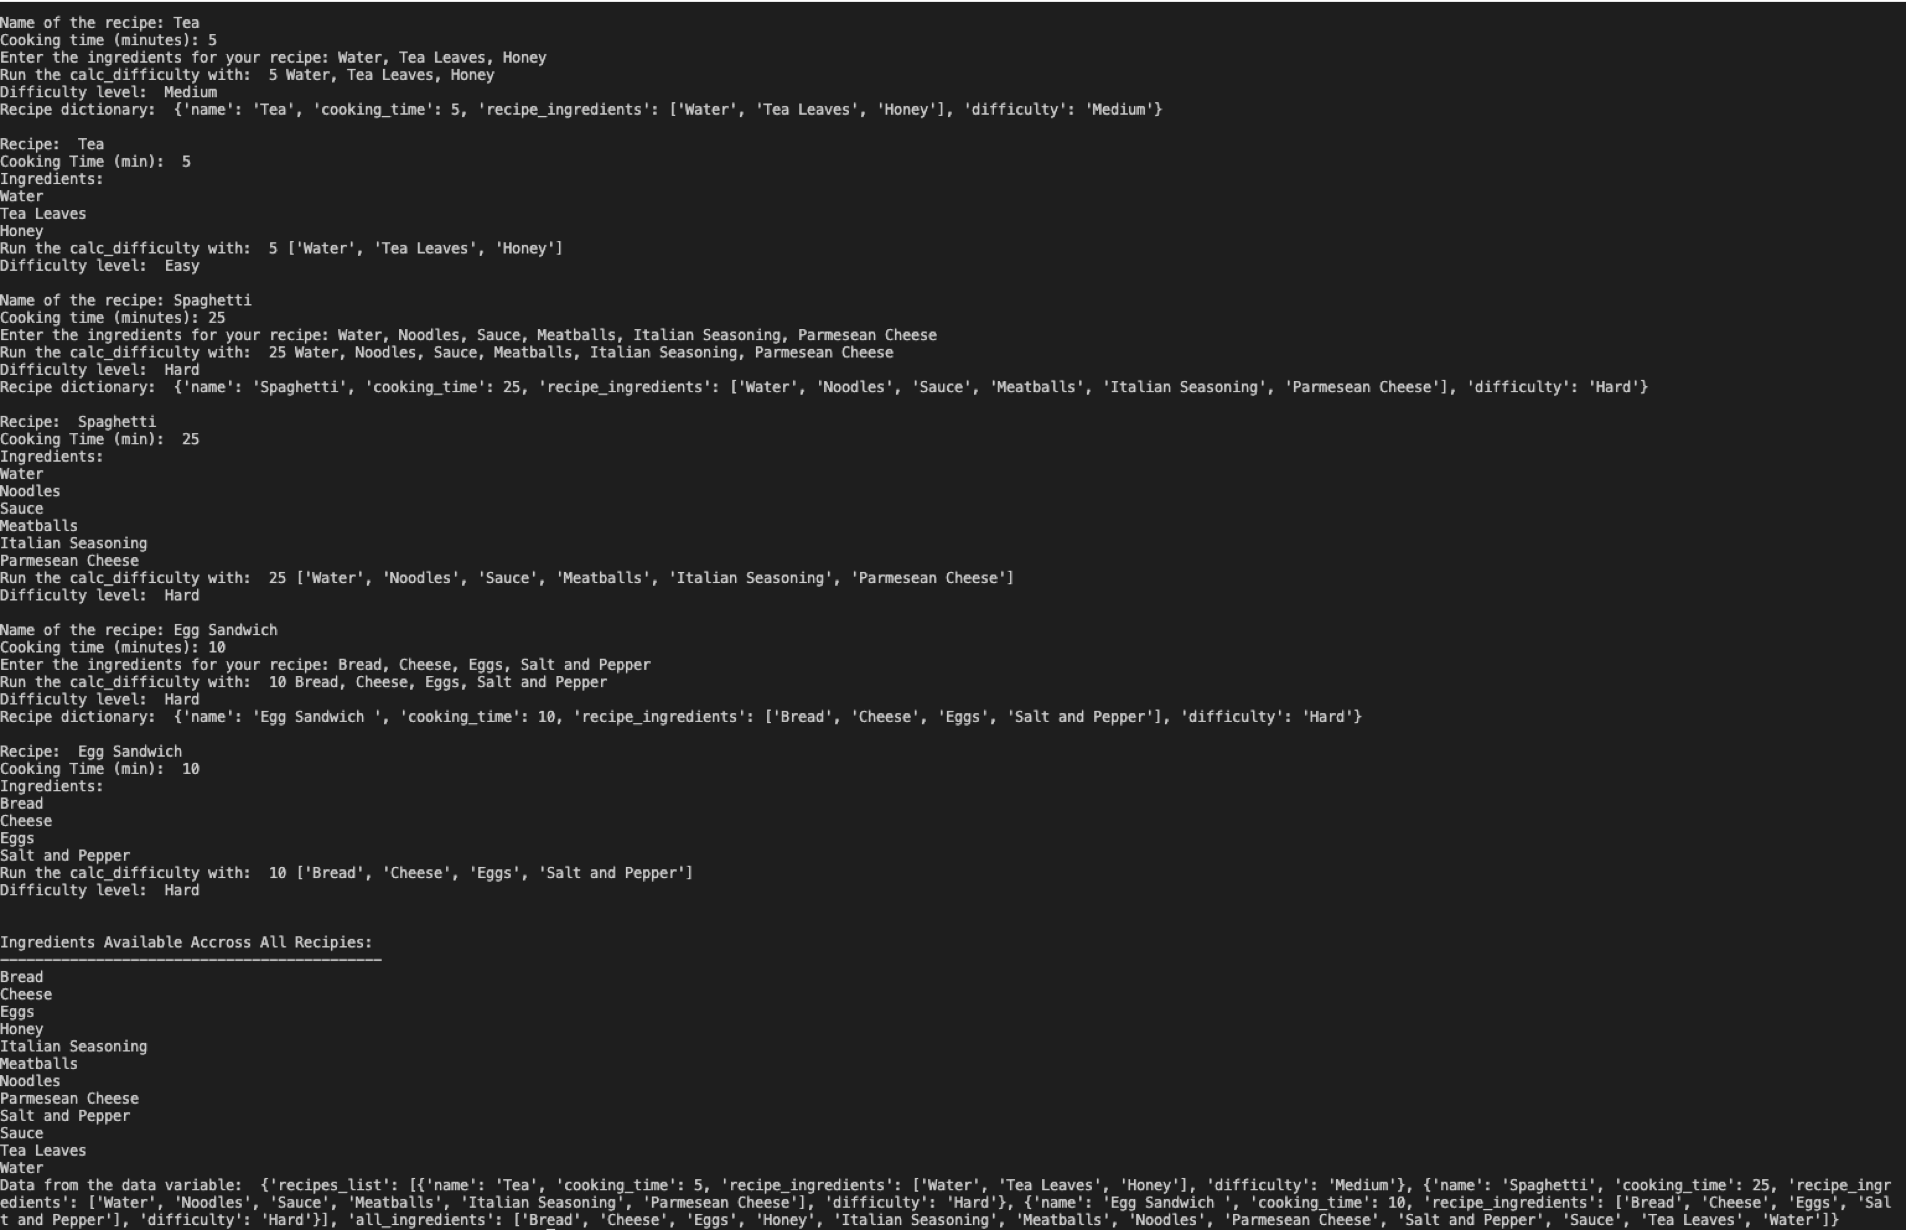 Name of the recipe: Tea
Cooking time (minutes): 5
Enter the ingredients for your recipe: Water, Tea Leaves, Honey
Run the calc_difficulty with:  5 Water, Tea Leaves, Honey
Difficulty level:  Medium
Recipe dictionary:  {'name': 'Tea', 'cooking_time': 5, 'recipe_ingredients': ['Water', 'Tea Leaves', 'Honey'], 'difficulty': 'Medium'}

Recipe:  Tea
Cooking Time (min):  5
Ingredients:
Water
Tea Leaves
Honey
Run the calc_difficulty with:  5 ['Water', 'Tea Leaves', 'Honey']
Difficulty level:  Easy

Name of the recipe: Spaghetti
Cooking time (minutes): 25
Enter the ingredients for your recipe: Water, Noodles, Sauce, Meatballs, Italian Seasoning, Parmesean Cheese
Run the calc_difficulty with:  25 Water, Noodles, Sauce, Meatballs, Italian Seasoning, Parmesean Cheese
Difficulty level:  Hard
Recipe dictionary:  {'name': 'Spaghetti', 'cooking_time': 25, 'recipe_ingredients': ['Water', 'Noodles', 'Sauce', 'Meatballs', 'Italian Seasoning', 'Parmesean Cheese'], 'difficulty': 'Hard'}

Recipe:  Spaghetti
Cooking Time (min):  25
Ingredients:
Water
Noodles
Sauce
Meatballs
Italian Seasoning
Parmesean Cheese
Run the calc_difficulty with:  25 ['Water', 'Noodles', 'Sauce', 'Meatballs', 'Italian Seasoning', 'Parmesean Cheese']
Difficulty level:  Hard

Name of the recipe: Egg Sandwich
Cooking time (minutes): 10
Enter the ingredients for your recipe: Bread, Cheese, Eggs, Salt and Pepper
Run the calc_difficulty with:  10 Bread, Cheese, Eggs, Salt and Pepper
Difficulty level:  Hard
Recipe dictionary:  {'name': 'Egg Sandwich ', 'cooking_time': 10, 'recipe_ingredients': ['Bread', 'Cheese', 'Eggs', 'Salt and Pepper'], 'difficulty': 'Hard'}

Recipe:  Egg Sandwich
Cooking Time (min):  10
Ingredients:
Bread
Cheese
Eggs
Salt and Pepper
Run the calc_difficulty with:  10 ['Bread', 'Cheese', 'Eggs', 'Salt and Pepper']
Difficulty level:  Hard

Ingredients Available Accross All Recipies:
____________________________________________
Bread
Cheese
Eggs
Honey
Italian Seasoning
Meatballs
Noodles
Parmesean Cheese
Salt and Pepper
Sauce
Tea Leaves
Water
Data from the data variable:  {'recipes_list': [{'name': 'Tea', 'cooking_time': 5, 'recipe_ingredients': ['Water', 'Tea Leaves', 'Honey'], 'difficulty': 'Medium'}, {'name': 'Spaghetti', 'cooking_time': 25, 'recipe_ingr
edients': ['Water', 'Noodles', 'Sauce', 'Meatballs', 'Italian Seasoning', 'Parmesean Cheese'], 'difficulty': 'Hard'}, {'name': 'Egg Sandwich ', 'cooking_time': 10, 'recipe_ingredients': ['Bread', 'Cheese', 'Eggs', 'Sal
t and Pepper'], 'difficulty': 'Hard'}], 'all_ingredients': ['Bread', 'Cheese', 'Eggs', 'Honey', 'Italian Seasoning', 'Meatballs', 'Noodles', 'Parmesean Cheese', 'Salt and Pepper', 'Sauce', 'Tea Leaves', 'Water']}